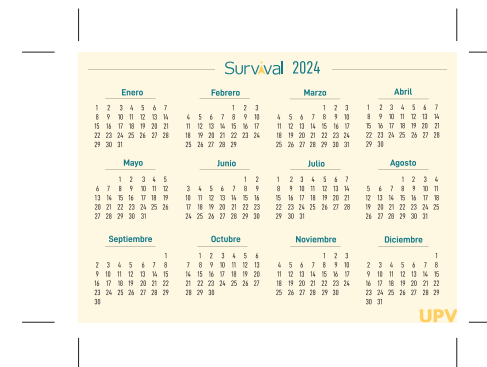 Survival 2024
Enero
1 2 3 4 5 6 7
8 9 10 11 12 13 14
15 16 17 18 19 20 21
22 23 24 25 26 27 28
29 30 31
Febrero
1 2 3
4 5 6 7 8 9 10
11 12 13 14 15 16 17
18 19 20 21 22 23 24
25 26 27 28 29
Marzo
1 2 3
4 5 6 7 8 9 10
11 12 13 14 15 16 17
18 19 20 21 22 23 24
25 26 27 28 29 30 31
Abril
1 2 3 4 5 6 7
8 9 10 11 12 13 14
15 16 17 18 19 20 21
22 23 24 25 26 27 28
29 30
Mayo
1 2 3 4 5
6 7 8 9 10 11 12
13 14 15 16 17 18 19
20 21 22 23 24 25 26
27 28 29 30 31
Junio
1 2
3 4 5 6 7 8 9
10 11 12 13 14 15 16
17 18 19 20 21 22 23
24 25 26 27 28 29 30
Julio
1 2 3 4 5 6 7
8 9 10 11 12 13 14
15 16 17 18 19 20 21
22 23 24 25 26 27 28
29 30 31
Agosto
1 2 3 4
5 6 7 8 9 10 11
12 13 14 15 16 17 18
19 20 21 22 23 24 25
26 27 28 29 30 31
Septiembre
1
2 3 4 5 6 7 8
9 10 11 12 13 14 15
16 17 18 19 20 21 22
23 24 25 26 27 28 29
30
Octubre
1 2 3 4 5 6
7 8 9 10 11 12 13
14 15 16 17 18 19 20
21 22 23 24 25 26 27
28 29 30
Noviembre
1 2 3
4 5 6 7 8 9 10
11 12 13 14 15 16 17
18 19 20 21 22 23 24
25 26 27 28 29 30
Diciembre
1
2 3 4 5 6 7 8
9 10 11 12 13 14 15
16 17 18 19 20 21 22
23 24 25 26 27 28 29
30 31
UPV